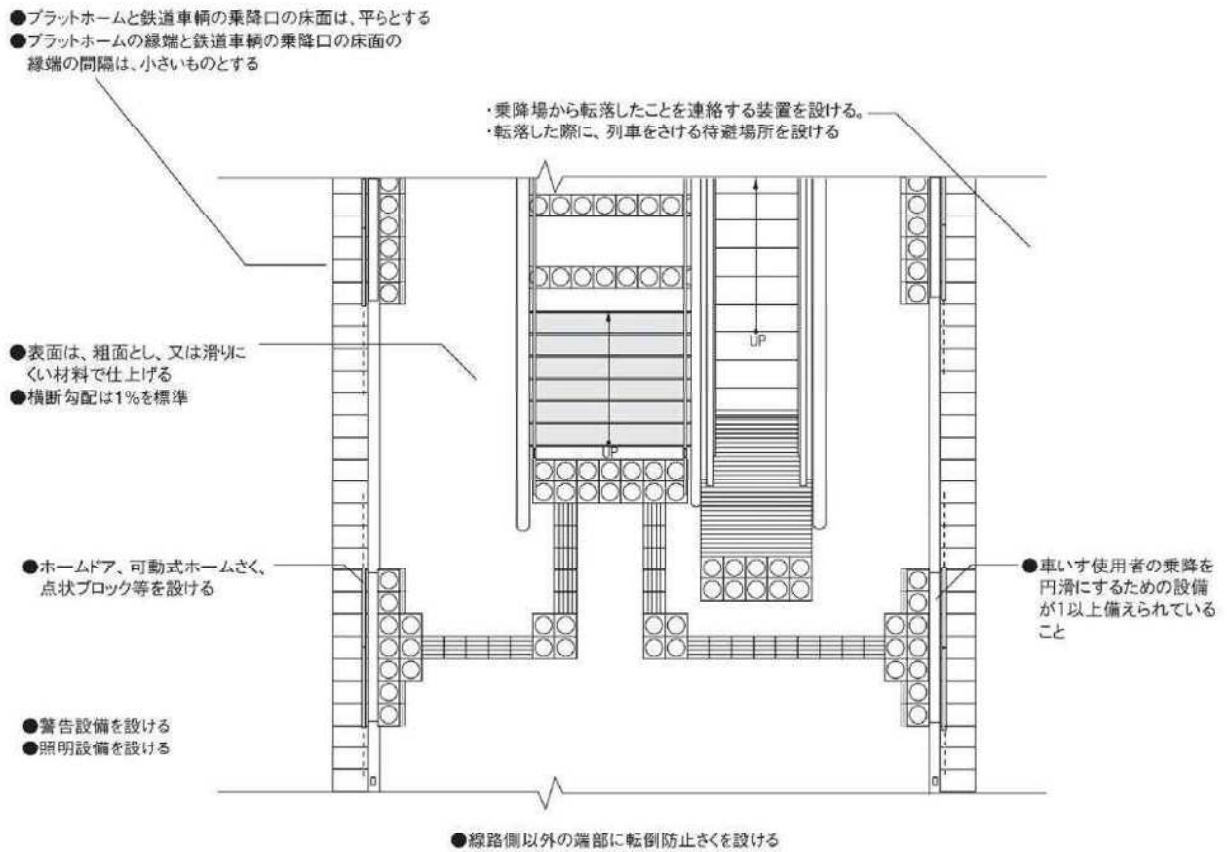 ●プラットホームと鉄道車輌の乗降口の床面は、平らとする
●プラットホームの縁端と鉄道車輌の乗降口の床面の
縁端の間隔は、小さいものとする
・乗降場から転落したことを連絡する装置を設ける。
・転落した際に、列車をさける待避場所を設ける
UP
●表面は、粗面とし、又は滑りに
くい材料で仕上げる
●横断勾配は1%を標準
UP
●ホームドア、可動式ホームさく、
点状ブロック等を設ける
●車いす使用者の乗降を
円滑にするための設備
が1以上備えられている
こと
●警告設備を設ける
●照明設備を設ける
●線路側以外の端部に転倒防止さくを設ける